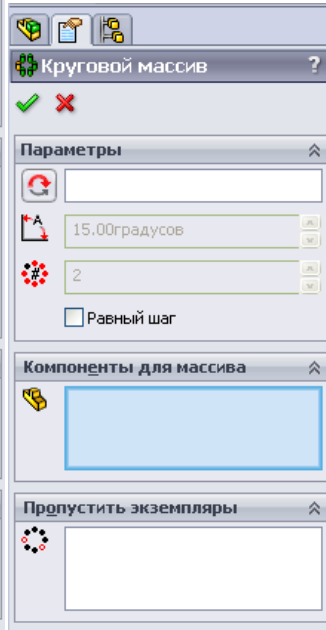 Круговой массив ?
Параметры
A
15.00градусов
#
2
Равный шаг
Компоненты для массива
Пропустить экземпляры